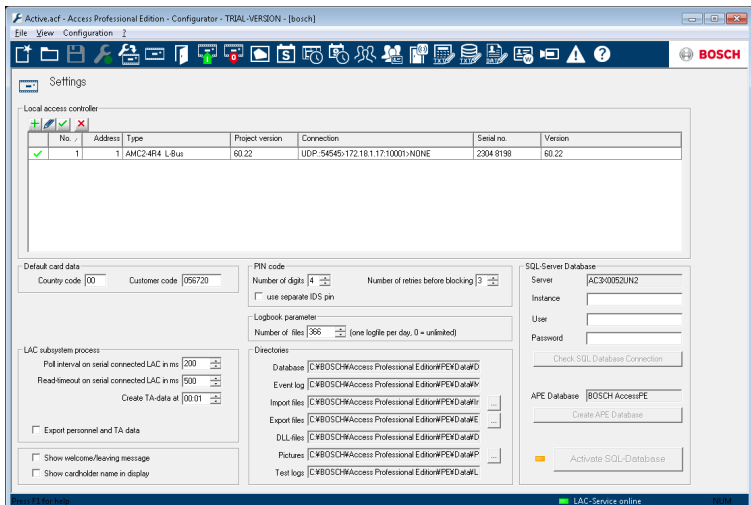 Active.acf - Access Professional Edition - Configurator - TRIAL-VERSION - [bosch]
File View Configuration ?
BOSCH
Settings
Local access controller
No. / Address Type Project version Connection Serial no. Version
1 1 AMC2-4R4 L-Bus 60.22 UDP.:54545>172.18.1.17:10001>NONE 2304 8198 60.22
Default card data
Country code 00 Customer code 056720
PIN code
Number of digits 4 Number of retries before blocking 3
use separate IDS pin
Logbook parameter
Number of files 366 (one logfile per day, 0 = unlimited)
LAC subsystem process
Poll interval on serial connected LAC in ms 200
Read-timeout on serial connected LAC in ms 500
Create TA-data at 00:01
Export personnel and TA data
Show welcome/leaving message
Show cardholder name in display
Directories
Database C:¥BOSCH¥Access Professional Edition¥PE¥Data¥D
Event log C:¥BOSCH¥Access Professional Edition¥PE¥Data¥M
Import files C:¥BOSCH¥Access Professional Edition¥PE¥Data¥Ir ...
Export files C:¥BOSCH¥Access Professional Edition¥PE¥Data¥E ...
DLL-files C:¥BOSCH¥Access Professional Edition¥PE¥Data¥D
Pictures C:¥BOSCH¥Access Professional Edition¥PE¥Data¥P ...
Test logs C:¥BOSCH¥Access Professional Edition¥PE¥Data¥L
SQL-Server Database
Server AC3X0052UN2
Instance
User
Password
Check SQL Database Connection
APE Database BOSCH AccessPE
Create APE Database
Activate SQL-Database
Press F1 for help LAC-Service online NUM